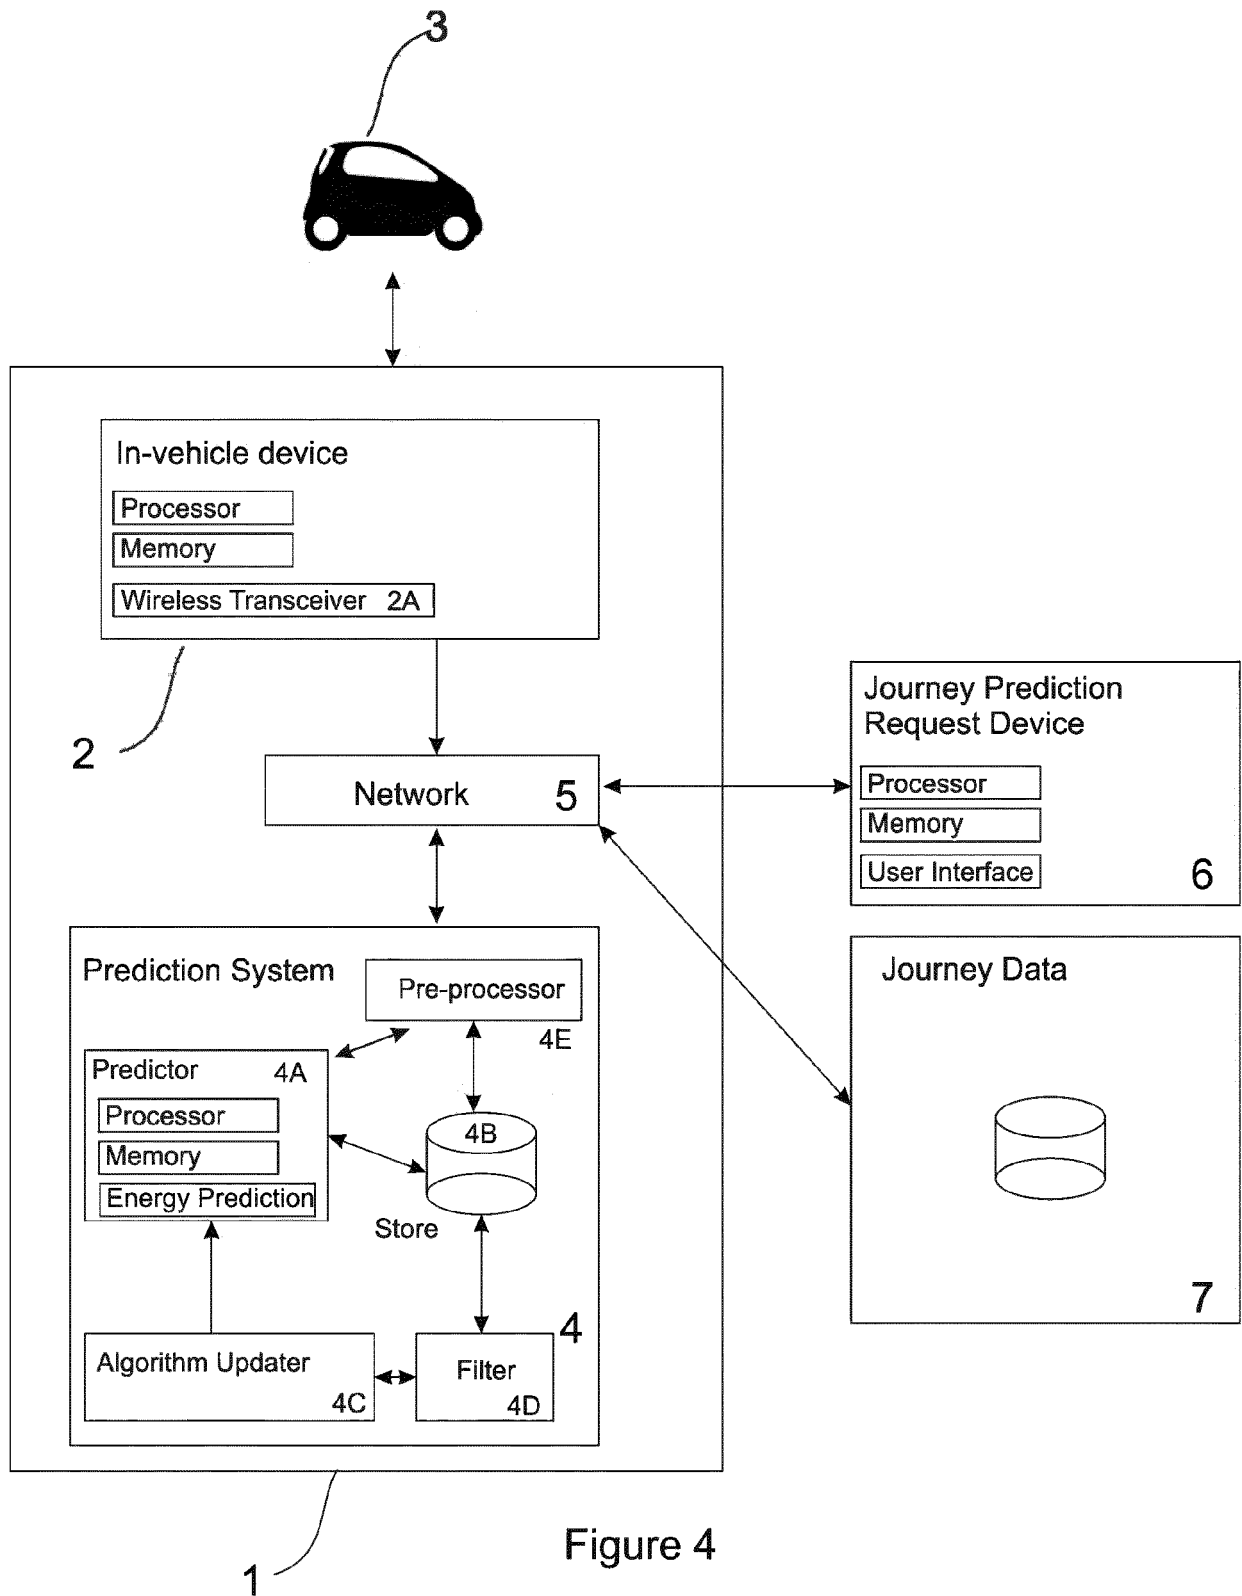 3
In-vehicle device
Processor
Memory
Wireless Transceiver 2A
2
Network 5
Journey Prediction
Request Device
Processor
Memory
User Interface
6
Prediction System
Pre-processor
4E
Predictor 4A
Processor
Memory
Energy Prediction
4B
Store
Algorithm Updater
4C
Filter
4D
4
Journey Data
7
1
Figure 4